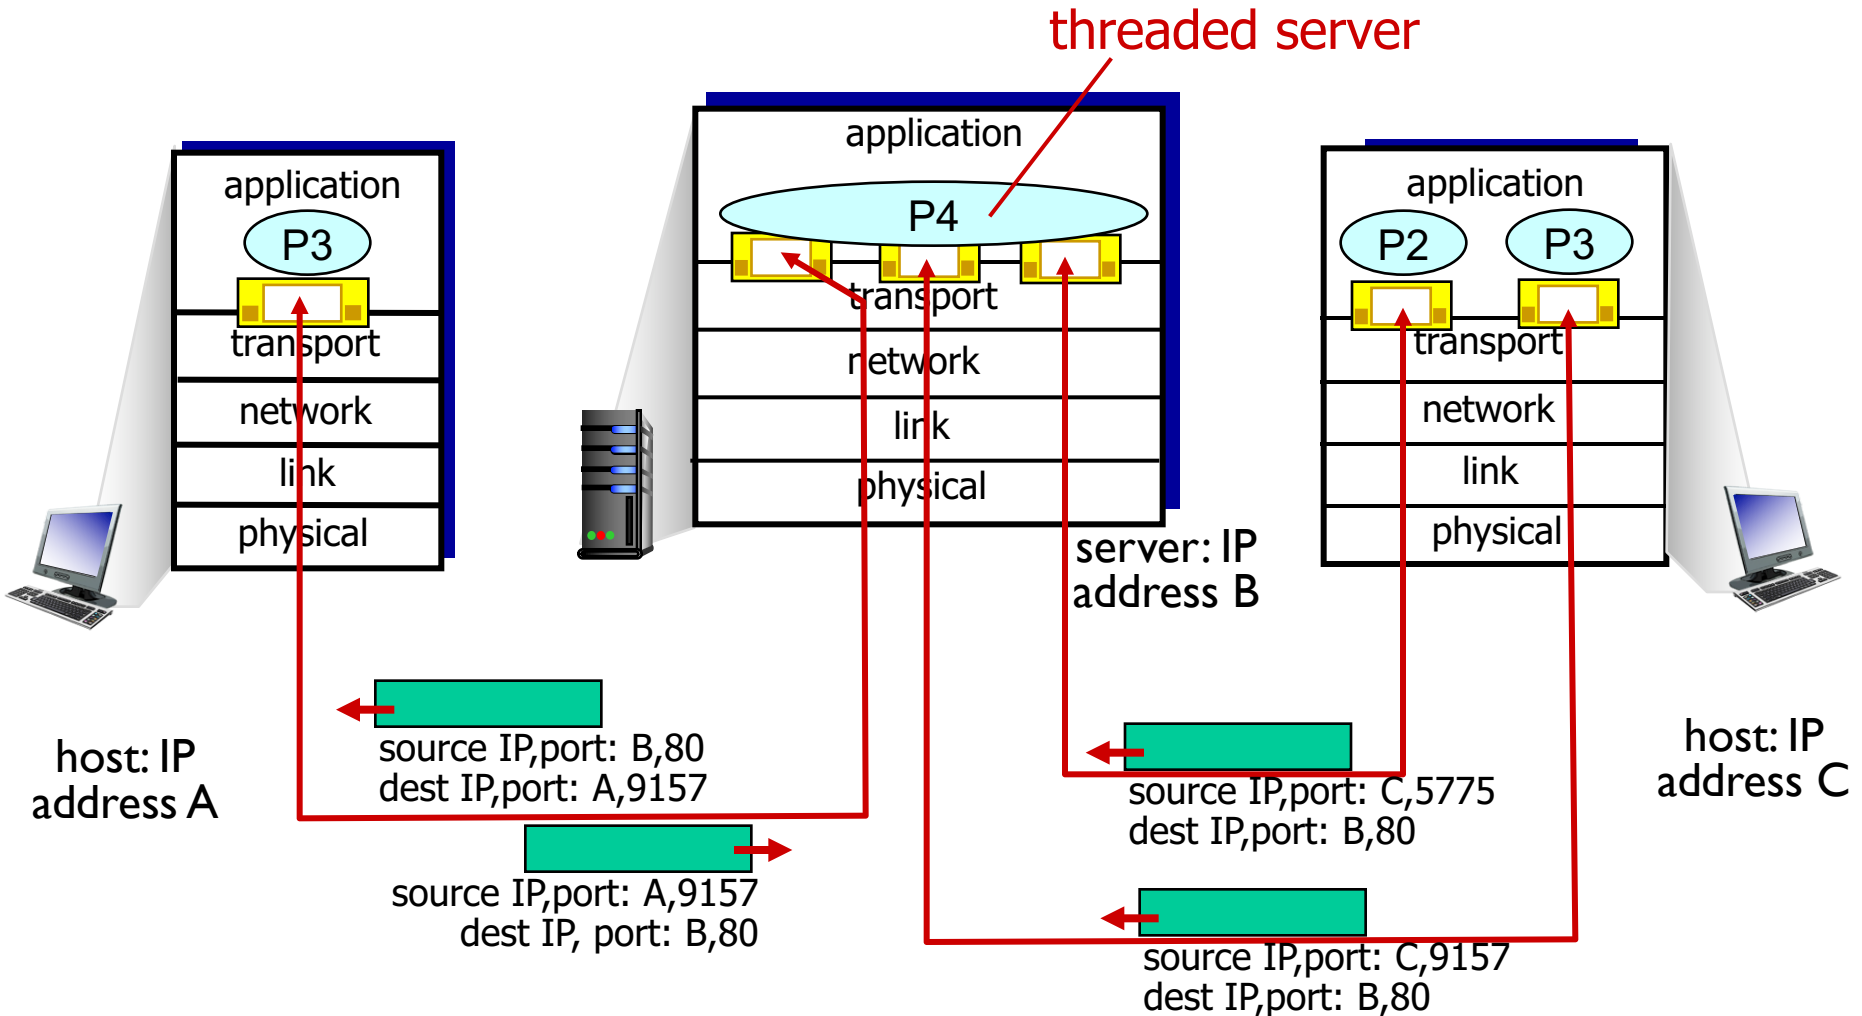 threaded server
application
P3
transport
network
link
physical
application
P4
transport
network
link
physical
application
P2
P3
transport
network
link
physical
server: IP
address B
host: IP
address A
source IP,port: B,80
dest IP,port: A,9157
source IP,port: A,9157
dest IP, port: B,80
source IP,port: C,5775
dest IP,port: B,80
source IP,port: C,9157
dest IP,port: B,80
host: IP
address C